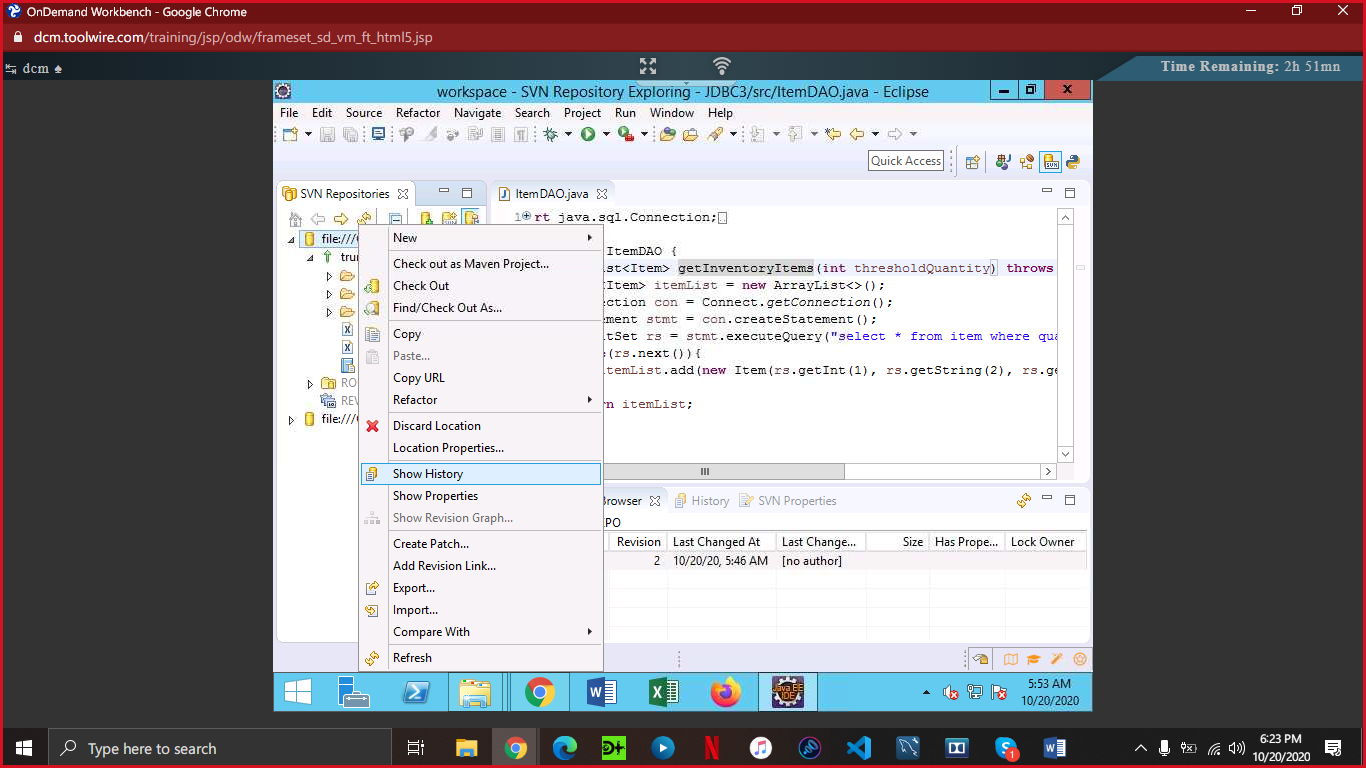 OnDemand Workbench - Google Chrome
dcm.toolwire.com/training/jsp/odw/frameset_sd_vm_ft_html5.jsp
dcm ♠
Time Remaining: 2h 51mn
workspace - SVN Repository Exploring - JDBC3/src/ItemDAO.java - Eclipse
File Edit Source Refactor Navigate Search Project Run Window Help
Quick Access
SVN Repositories
ItemDAO.java
file:///
trun
RO
REV
file:///
New
Check out as Maven Project...
Check Out
Find/Check Out As...
Copy
Paste...
Copy URL
Refactor
Discard Location
Location Properties...
Show History
Show Properties
Show Revision Graph...
Create Patch...
Add Revision Link...
Export...
Import...
Compare With
Refresh
1 rt java.sql.Connection;
ItemDAO {
st<Item> getInventoryItems(int thresholdQuantity) throws
<Item> itemList = new ArrayList<>();
ection con = Connect.getConnection();
ement stmt = con.createStatement();
ltSet rs = stmt.executeQuery("select * from item where qua
(rs.next()){
temList.add(new Item(rs.getInt(1), rs.getString(2), rs.ge
n itemList;
Browser History SVN Properties
PO
Revision Last Changed At Last Change... Size Has Prope... Lock Owner
2 10/20/20, 5:46 AM [no author]
5:53 AM
10/20/2020
Type here to search
6:23 PM
10/20/2020